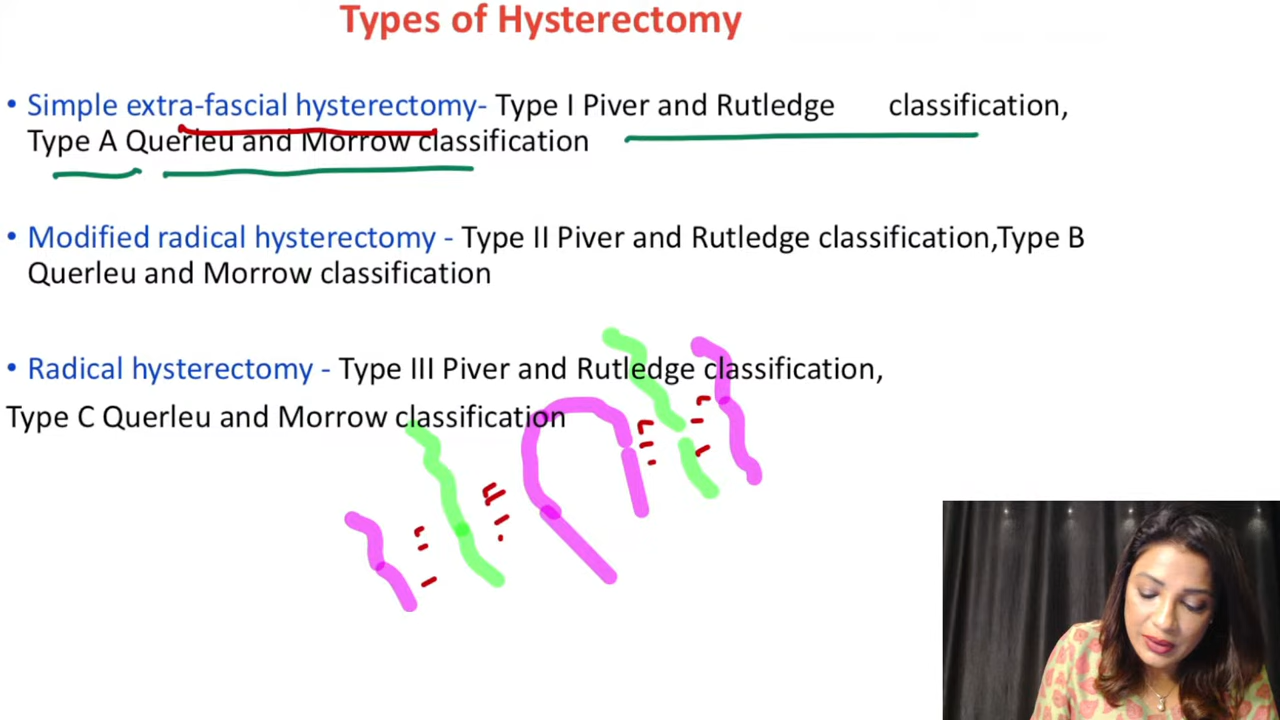 Types of Hysterectomy
• Simple extra-fascial hysterectomy- Type I Piver and Rutledge classification,
Type A Querleu and Morrow classification
• Modified radical hysterectomy - Type II Piver and Rutledge classification,Type B
Querleu and Morrow classification
• Radical hysterectomy - Type III Piver and Rutledge classification,
Type C Querleu and Morrow classification